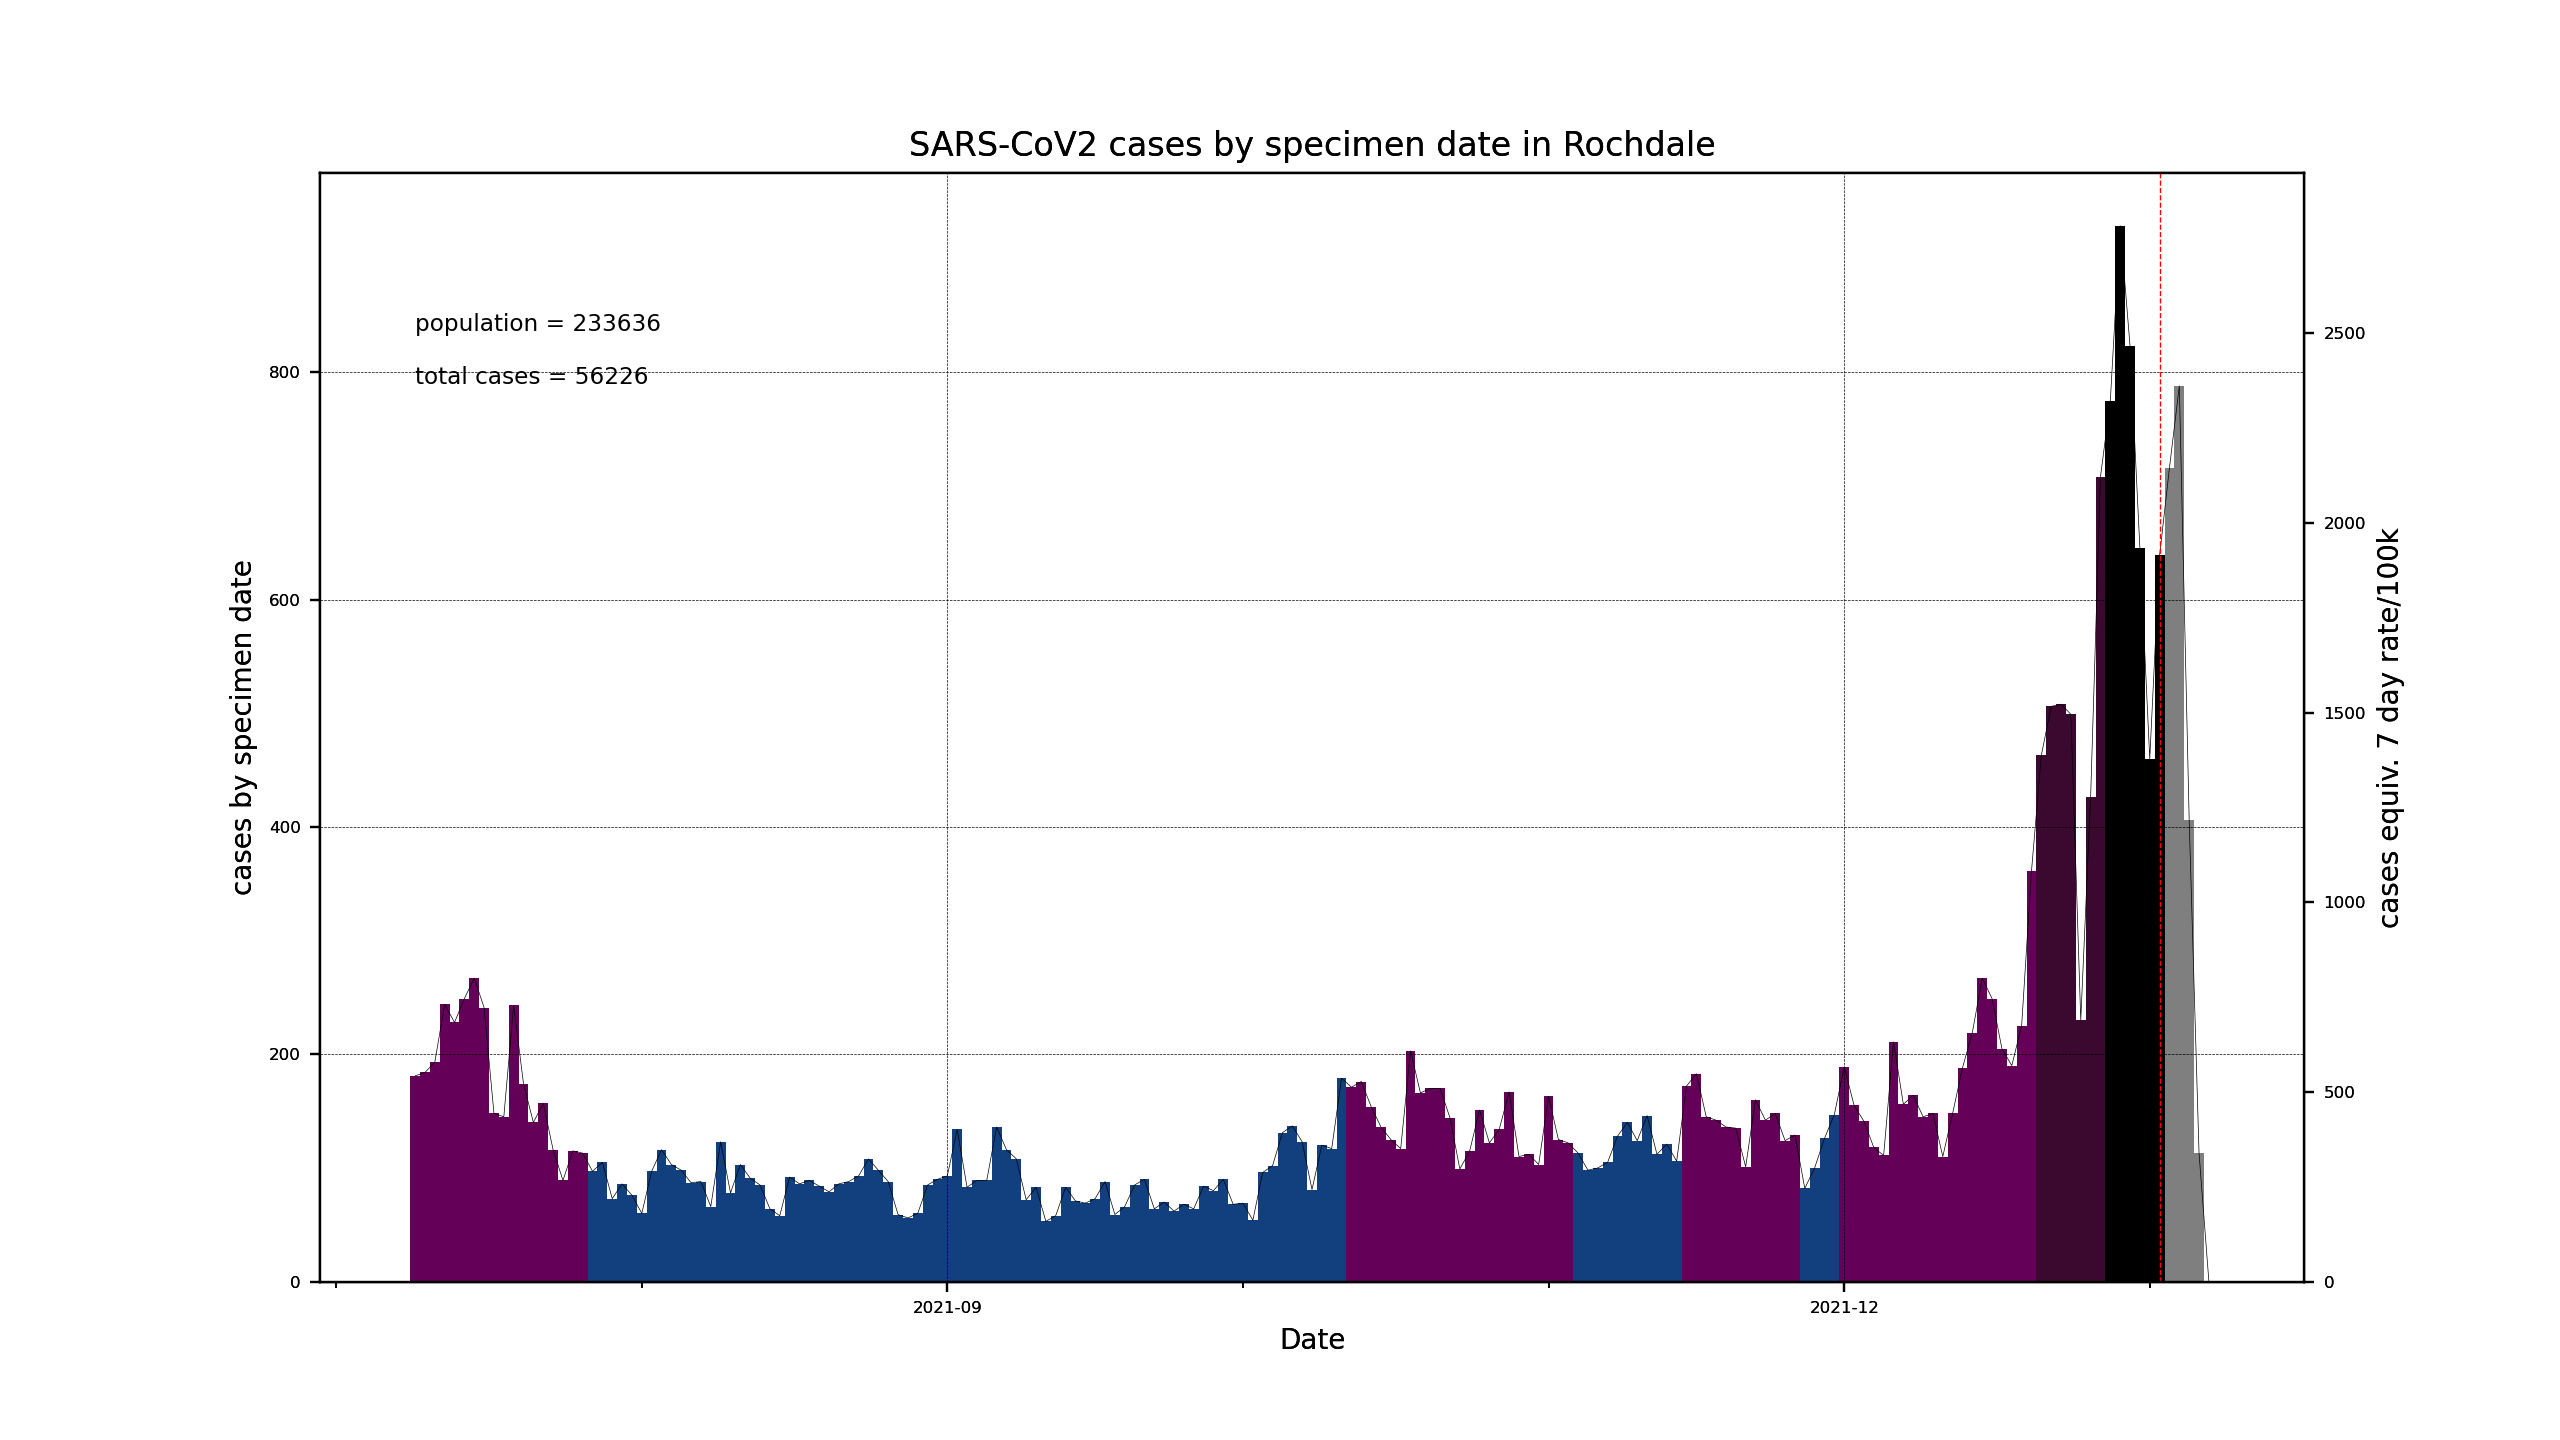 SARS-CoV2 cases by specimen date in Rochdale
population = 233636
total cases = 56226
cases by specimen date
800
600
400
200
0
2500
2000
1500
1000
500
0
cases equiv. 7 day rate/100k
2021-09
2021-12
Date